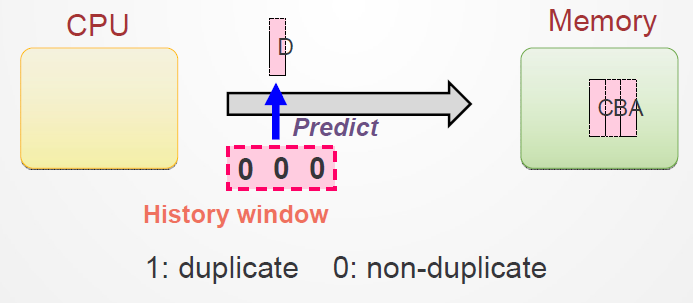 CPU
Memory
D
CBA
Predict
0 0 0
History window
1: duplicate 0: non-duplicate